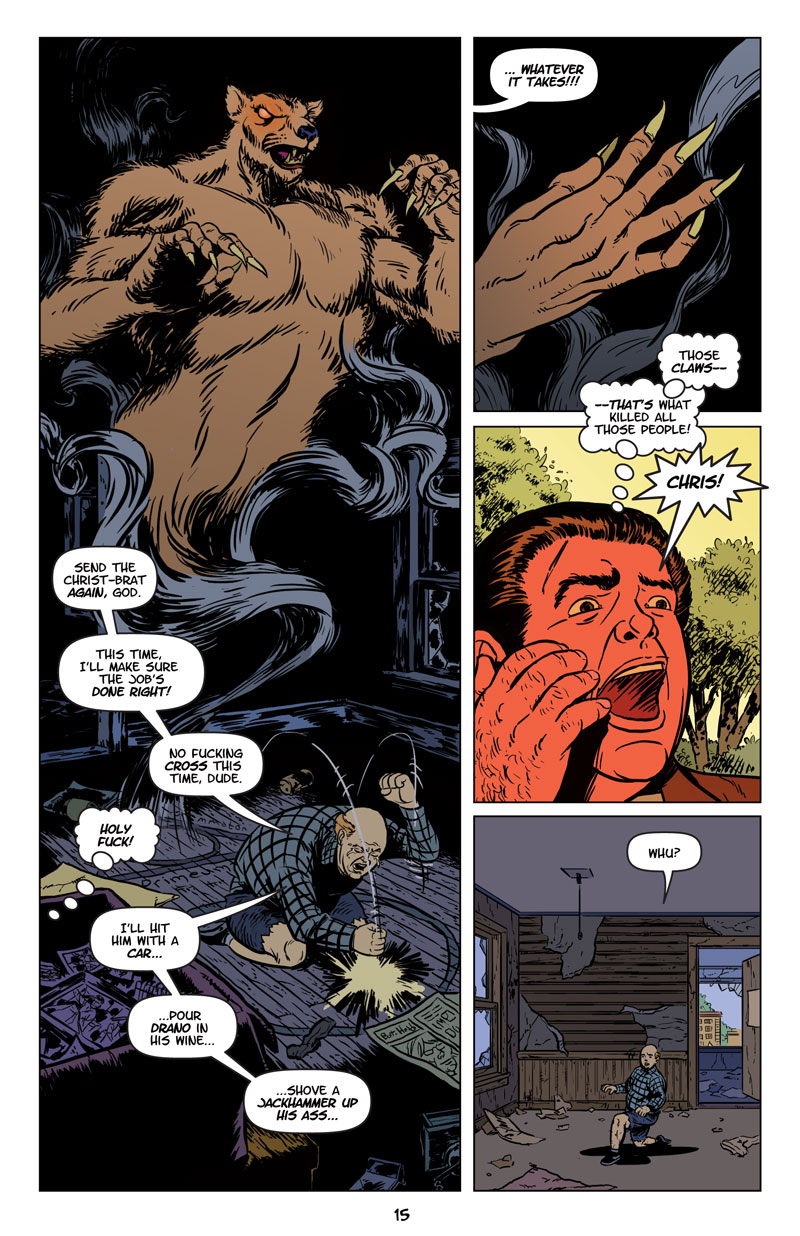 SEND THE
CHRIST-BRAT
AGAIN, GOD.
THIS TIME,
I'LL MAKE SURE
THE JOB'S
DONE RIGHT!
NO FUCKING
CROSS THIS
TIME, DUDE.
HOLY
FUCK!
I'LL HIT
HIM WITH A
CAR...
...POUR
DRANO IN
HIS WINE...
...SHOVE A
JACKHAMMER UP
HIS ASS...
... WHATEVER
IT TAKES!!!
THOSE
CLAWS--
--THAT'S WHAT
KILLED ALL
THOSE PEOPLE!
CHRIS!
WHU?
15